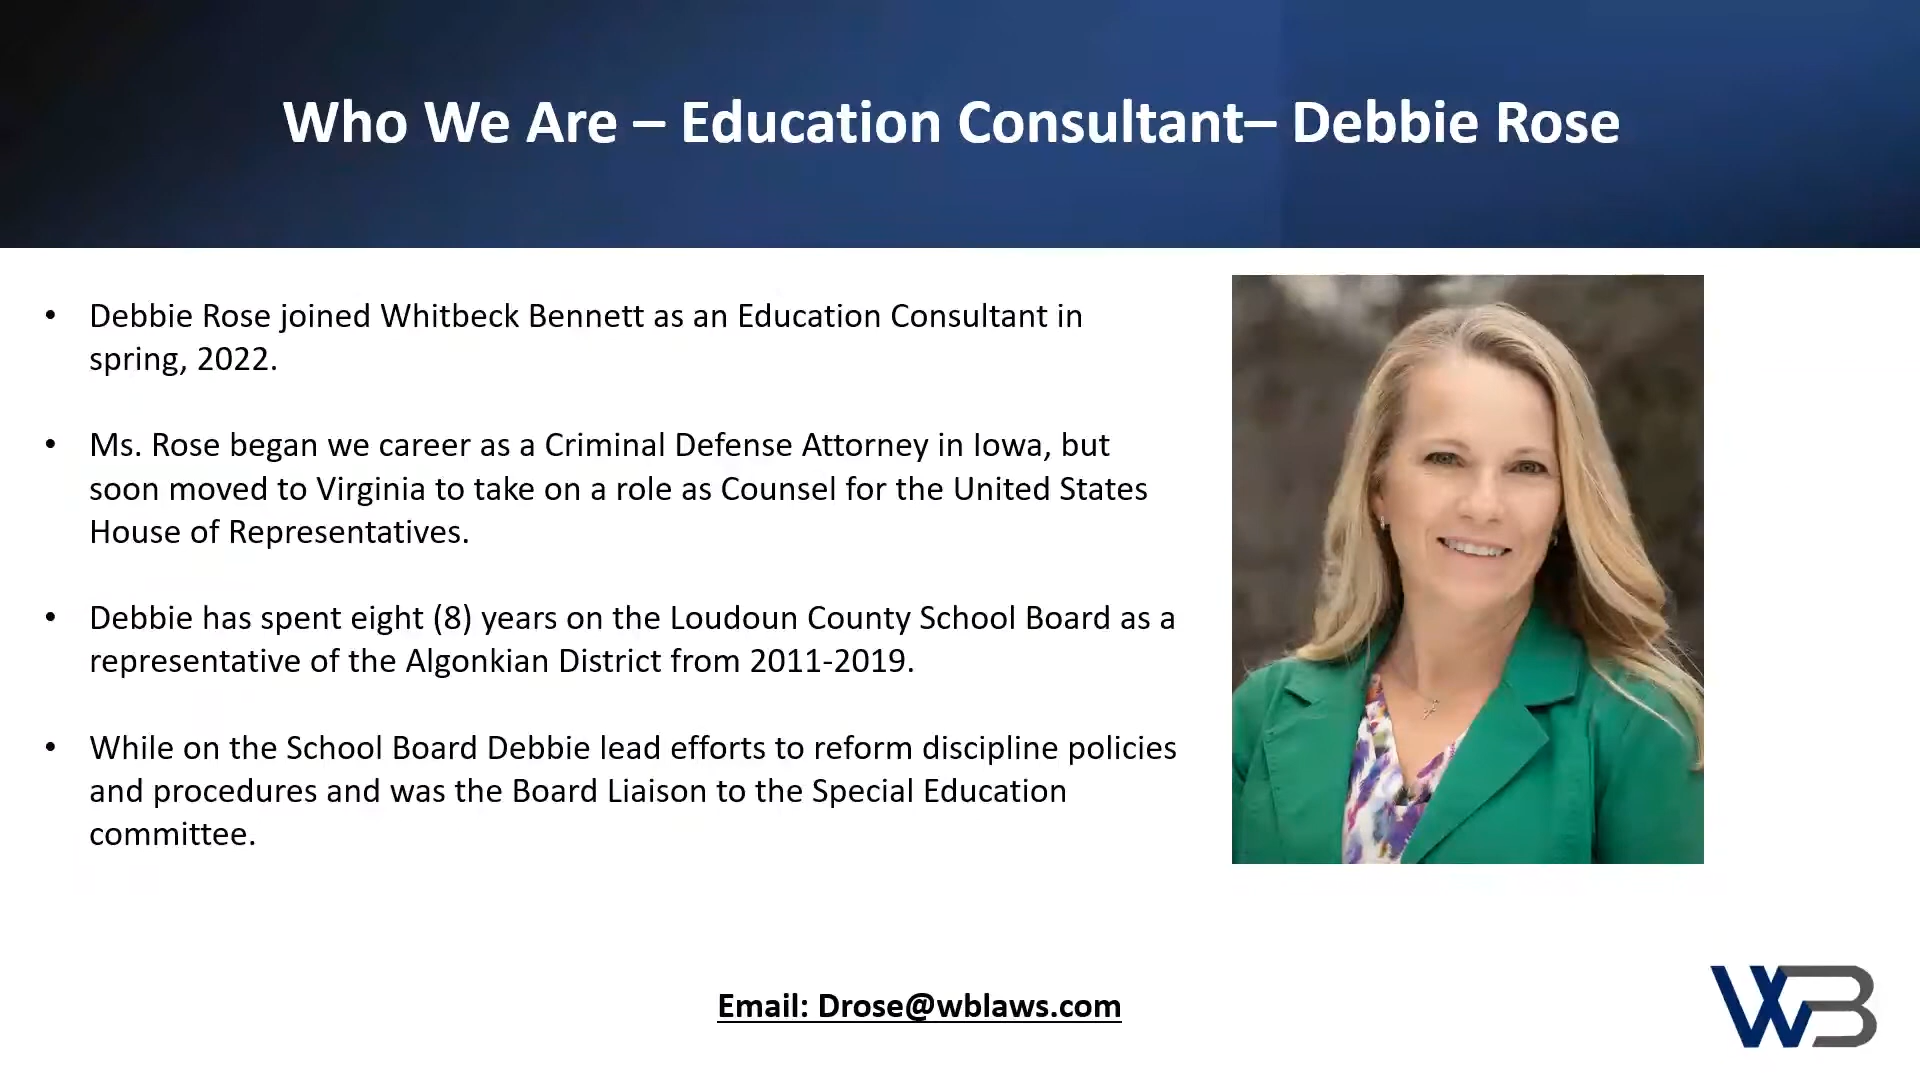 Who We Are – Education Consultant– Debbie Rose
• Debbie Rose joined Whitbeck Bennett as an Education Consultant in
spring, 2022.
• Ms. Rose began we career as a Criminal Defense Attorney in Iowa, but
soon moved to Virginia to take on a role as Counsel for the United States
House of Representatives.
• Debbie has spent eight (8) years on the Loudoun County School Board as a
representative of the Algonkian District from 2011-2019.
• While on the School Board Debbie lead efforts to reform discipline policies
and procedures and was the Board Liaison to the Special Education
committee.
Email: Drose@wblaws.com
WB